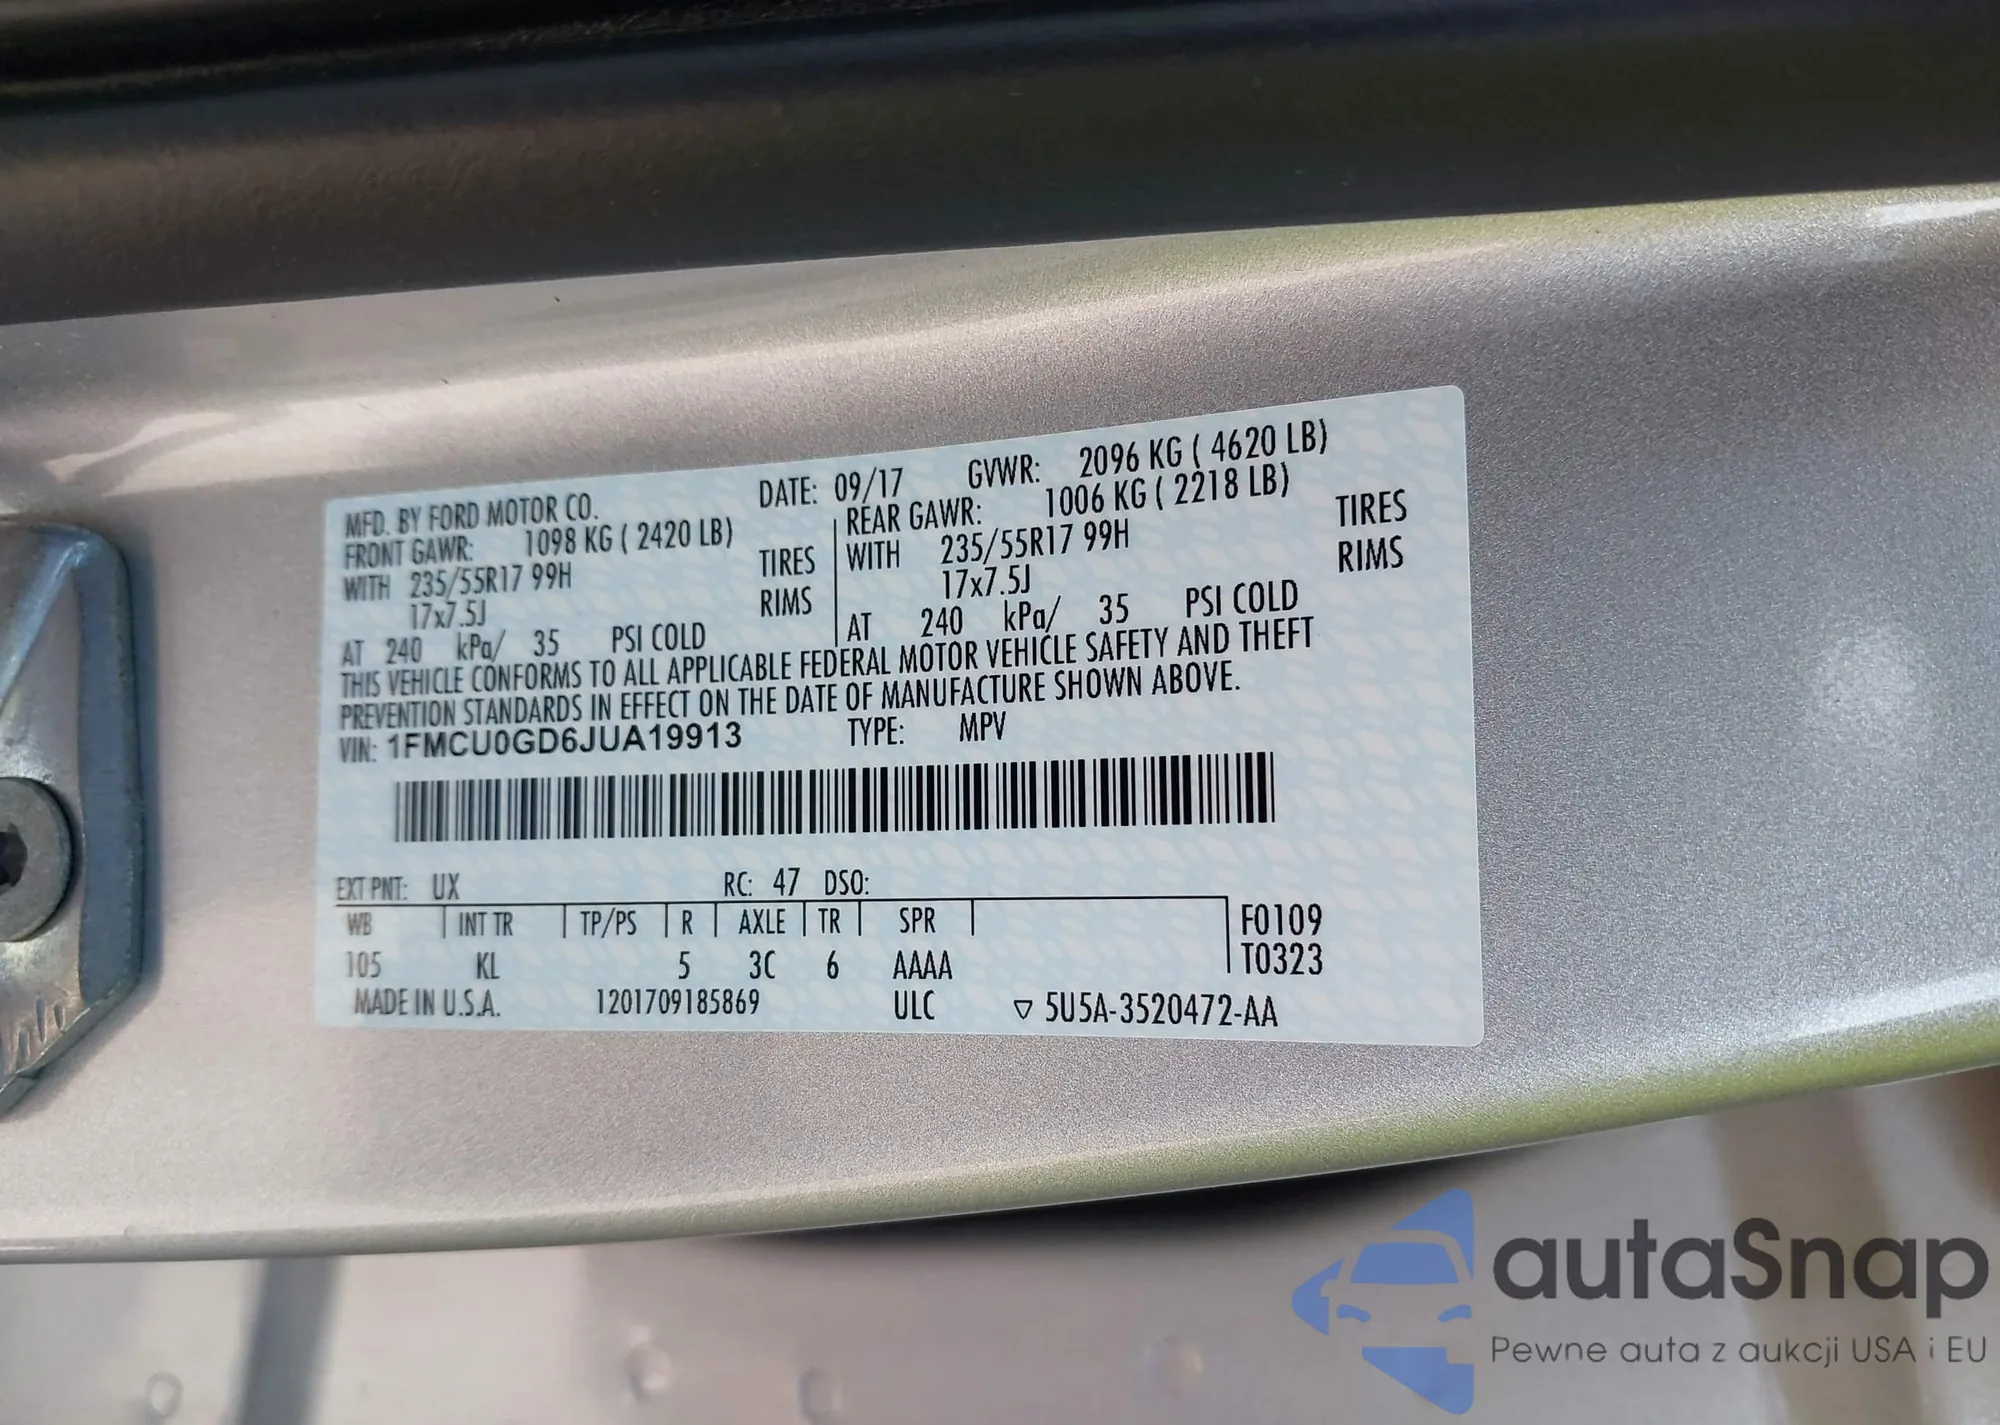 MFD. BY FORD MOTOR CO. DATE: 09/17 GVWR: 2096 KG ( 4620 LB)
FRONT GAWR: 1098 KG ( 2420 LB) REAR GAWR: 1006 KG ( 2218 LB)
WITH 235/55R17 99H TIRES WITH 235/55R17 99H TIRES
17x7.5J RIMS 17x7.5J RIMS
AT 240 kPa/ 35 PSI COLD AT 240 kPa/ 35 PSI COLD
THIS VEHICLE CONFORMS TO ALL APPLICABLE FEDERAL MOTOR VEHICLE SAFETY AND THEFT
PREVENTION STANDARDS IN EFFECT ON THE DATE OF MANUFACTURE SHOWN ABOVE.
VIN: 1FMCU0GD6JUA19913 TYPE: MPV
EXT PNT: UX RC: 47 DSO:
WB INT TR TP/PS R AXLE TR SPR F0109
105 KL 5 3C 6 AAAA T0323
MADE IN U.S.A. 1201709185869 ULC ▽ 5U5A-3520472-AA
autaSnap
Pewne auta z aukcji USA i EU